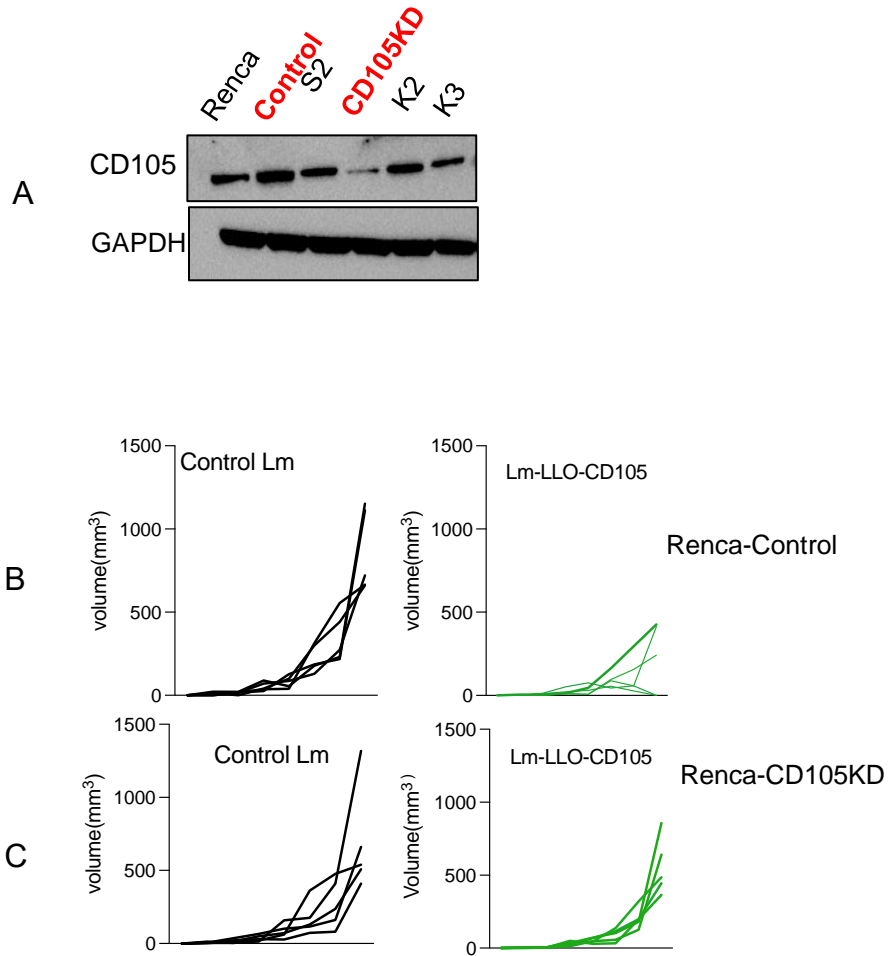 Renca
Control
S2
CD105KD
K2
K3
A
CD105
GAPDH
B
volume(mm3)
1500
1000
500
0
Control Lm
1500
1000
500
0
Lm-LLO-CD105
Renca-Control
C
volume(mm3)
1500
1000
500
0
Control Lm
Volume(mm3)
1500
1000
500
0
Lm-LLO-CD105
Renca-CD105KD